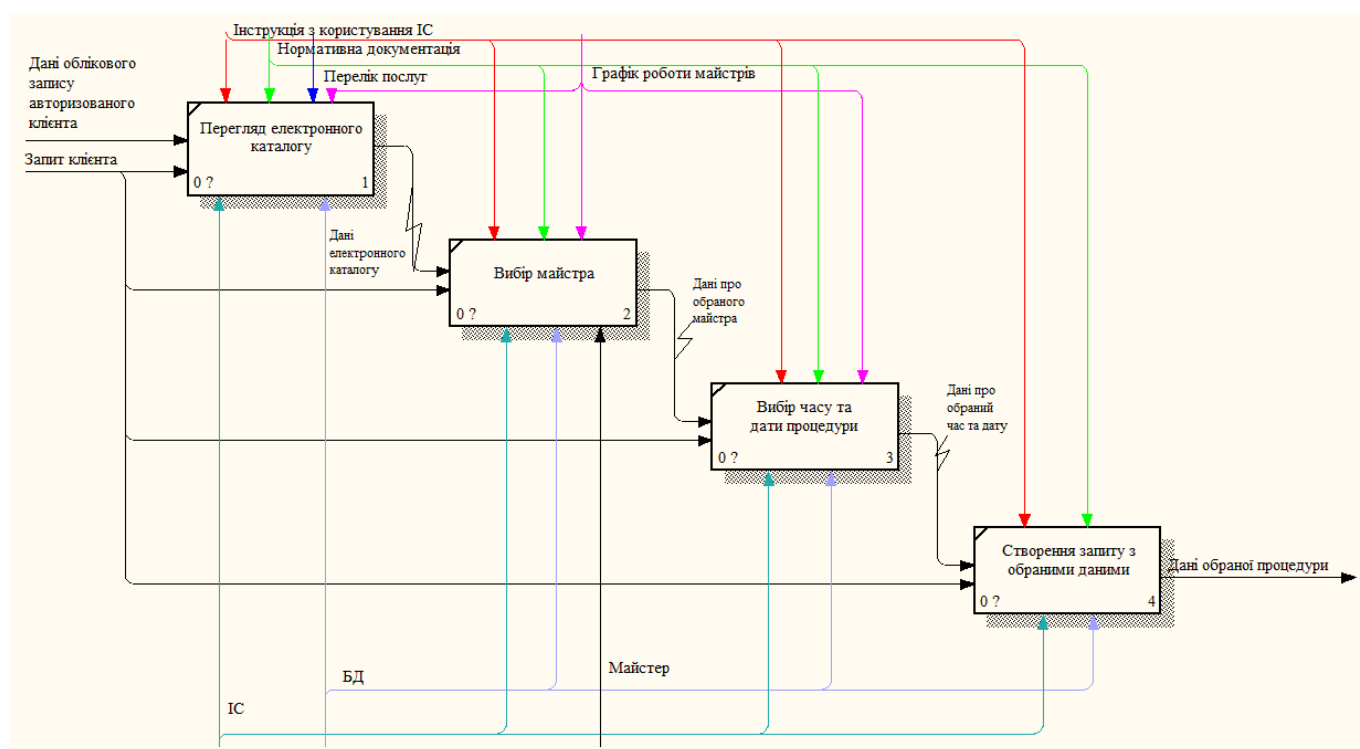 Інструкція з користування ІС
Нормативна документація
Дані облікового
запису
авторизованого
клієнта
Перелік послуг
Графік роботи майстрів
Перегляд електронного
каталогу
0 ?
1
Запит клієнта
Дані
електронного
каталогу
Вибір майстра
0 ?
2
Дані про
обраного
майстра
Вибір часу та
дати процедури
0 ?
3
Дані про
обраний
час та дату
Створення запиту з
обраними даними
0 ?
4
Дані обраної процедури
БД
Майстер
ІС